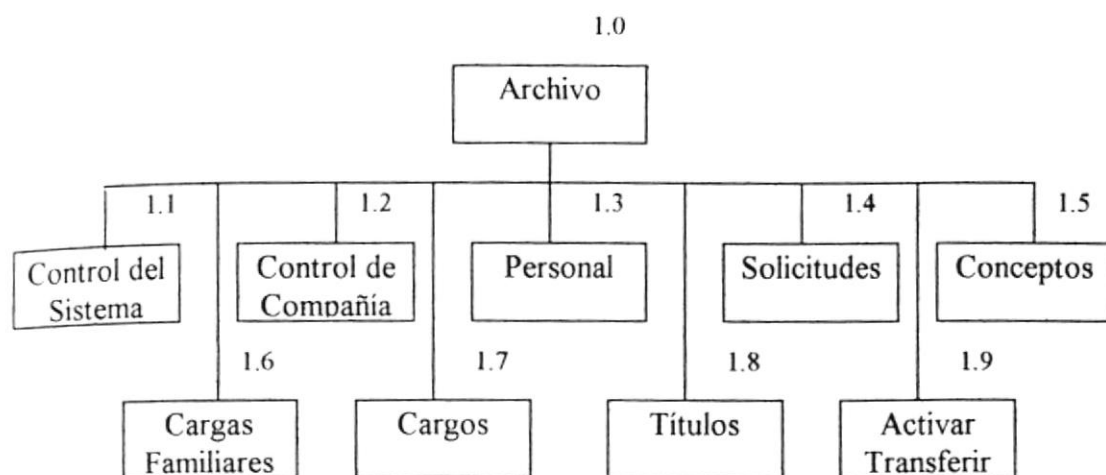 1.0
Archivo
1.1 1.2 1.3 1.4 1.5
Control del Control de Personal Solicitudes Conceptos
Sistema Compañía
1.6 1.7 1.8 1.9
Cargas Cargos Títulos Activar
Familiares Transferir